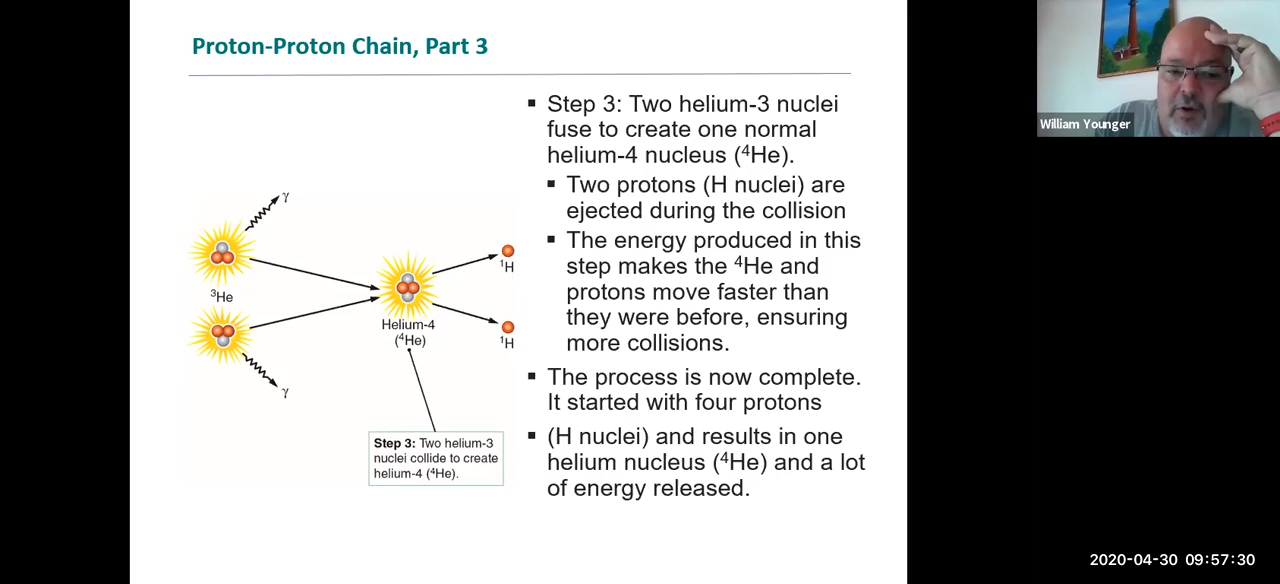 Proton-Proton Chain, Part 3
William Younger
▪ Step 3: Two helium-3 nuclei
fuse to create one normal
helium-4 nucleus (⁴He).
▪ Two protons (H nuclei) are
ejected during the collision
▪ The energy produced in this
step makes the ⁴He and
protons move faster than
they were before, ensuring
more collisions.
▪ The process is now complete.
It started with four protons
▪ (H nuclei) and results in one
helium nucleus (⁴He) and a lot
of energy released.
γ
³He
γ
Helium-4
(⁴He)
¹H
¹H
Step 3: Two helium-3
nuclei collide to create
helium-4 (⁴He).
2020-04-30 09:57:30